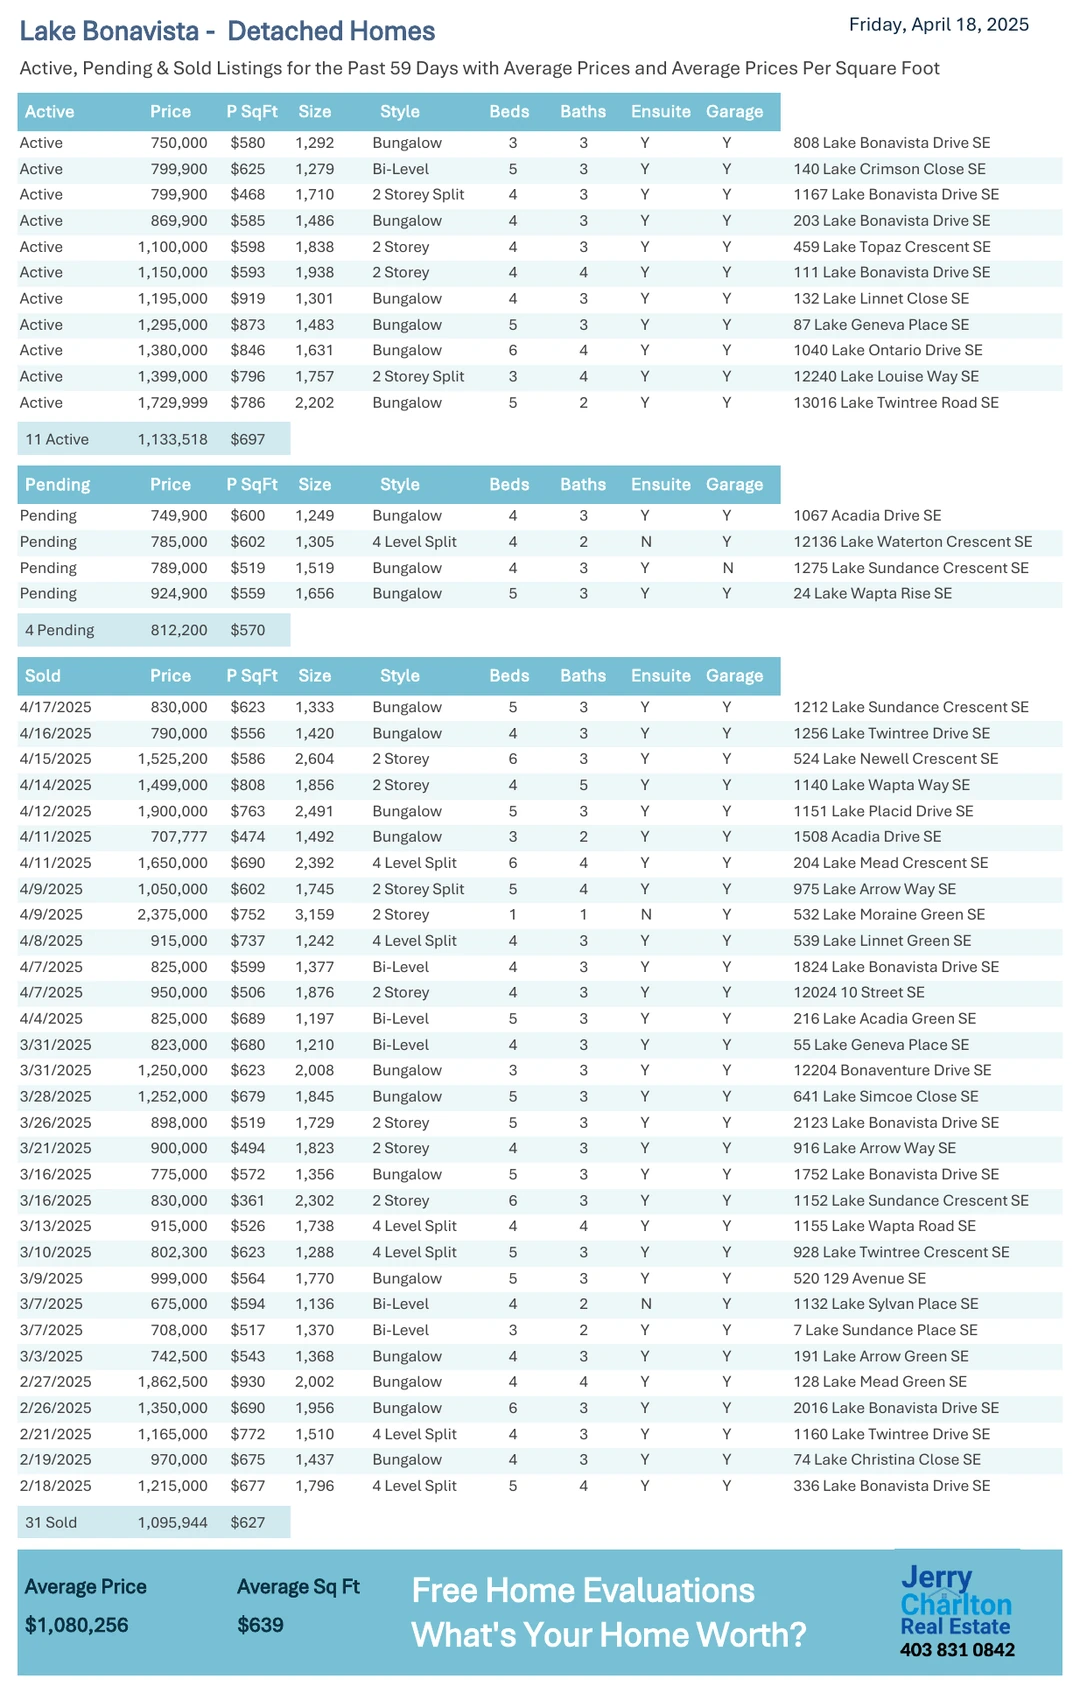 Lake Bonavista - Detached Homes
Friday, April 18, 2025
Active, Pending & Sold Listings for the Past 59 Days with Average Prices and Average Prices Per Square Foot
Active Price P SqFt Size Style Beds Baths Ensuite Garage
Active 750,000 $580 1,292 Bungalow 3 3 Y Y 808 Lake Bonavista Drive SE
Active 799,900 $625 1,279 Bi-Level 5 3 Y Y 140 Lake Crimson Close SE
Active 799,900 $468 1,710 2 Storey Split 4 3 Y Y 1167 Lake Bonavista Drive SE
Active 869,900 $585 1,486 Bungalow 4 3 Y Y 203 Lake Bonavista Drive SE
Active 1,100,000 $598 1,838 2 Storey 4 3 Y Y 459 Lake Topaz Crescent SE
Active 1,150,000 $593 1,938 2 Storey 4 4 Y Y 111 Lake Bonavista Drive SE
Active 1,195,000 $919 1,301 Bungalow 4 3 Y Y 132 Lake Linnet Close SE
Active 1,295,000 $873 1,483 Bungalow 5 3 Y Y 87 Lake Geneva Place SE
Active 1,380,000 $846 1,631 Bungalow 6 4 Y Y 1040 Lake Ontario Drive SE
Active 1,399,000 $796 1,757 2 Storey Split 3 4 Y Y 12240 Lake Louise Way SE
Active 1,729,999 $786 2,202 Bungalow 5 2 Y Y 13016 Lake Twintree Road SE
11 Active 1,133,518 $697
Pending Price P SqFt Size Style Beds Baths Ensuite Garage
Pending 749,900 $600 1,249 Bungalow 4 3 Y Y 1067 Acadia Drive SE
Pending 785,000 $602 1,305 4 Level Split 4 2 N Y 12136 Lake Waterton Crescent SE
Pending 789,000 $519 1,519 Bungalow 4 3 Y N 1275 Lake Sundance Crescent SE
Pending 924,900 $559 1,656 Bungalow 5 3 Y Y 24 Lake Wapta Rise SE
4 Pending 812,200 $570
Sold Price P SqFt Size Style Beds Baths Ensuite Garage
4/17/2025 830,000 $623 1,333 Bungalow 5 3 Y Y 1212 Lake Sundance Crescent SE
4/16/2025 790,000 $556 1,420 Bungalow 4 3 Y Y 1256 Lake Twintree Drive SE
4/15/2025 1,525,200 $586 2,604 2 Storey 6 3 Y Y 524 Lake Newell Crescent SE
4/14/2025 1,499,000 $808 1,856 2 Storey 4 5 Y Y 1140 Lake Wapta Way SE
4/12/2025 1,900,000 $763 2,491 Bungalow 5 3 Y Y 1151 Lake Placid Drive SE
4/11/2025 707,777 $474 1,492 Bungalow 3 2 Y Y 1508 Acadia Drive SE
4/11/2025 1,650,000 $690 2,392 4 Level Split 6 4 Y Y 204 Lake Mead Crescent SE
4/9/2025 1,050,000 $602 1,745 2 Storey Split 5 4 Y Y 975 Lake Arrow Way SE
4/9/2025 2,375,000 $752 3,159 2 Storey 1 1 N Y 532 Lake Moraine Green SE
4/8/2025 915,000 $737 1,242 4 Level Split 4 3 Y Y 539 Lake Linnet Green SE
4/7/2025 825,000 $599 1,377 Bi-Level 4 3 Y Y 1824 Lake Bonavista Drive SE
4/7/2025 950,000 $506 1,876 2 Storey 4 3 Y Y 12024 10 Street SE
4/4/2025 825,000 $689 1,197 Bi-Level 5 3 Y Y 216 Lake Acadia Green SE
3/31/2025 823,000 $680 1,210 Bi-Level 4 3 Y Y 55 Lake Geneva Place SE
3/31/2025 1,250,000 $623 2,008 Bungalow 3 3 Y Y 12204 Bonaventure Drive SE
3/28/2025 1,252,000 $679 1,845 Bungalow 5 3 Y Y 641 Lake Simcoe Close SE
3/26/2025 898,000 $519 1,729 2 Storey 5 3 Y Y 2123 Lake Bonavista Drive SE
3/21/2025 900,000 $494 1,823 2 Storey 4 3 Y Y 916 Lake Arrow Way SE
3/16/2025 775,000 $572 1,356 Bungalow 5 3 Y Y 1752 Lake Bonavista Drive SE
3/16/2025 830,000 $361 2,302 2 Storey 6 3 Y Y 1152 Lake Sundance Crescent SE
3/13/2025 915,000 $526 1,738 4 Level Split 4 4 Y Y 1155 Lake Wapta Road SE
3/10/2025 802,300 $623 1,288 4 Level Split 5 3 Y Y 928 Lake Twintree Crescent SE
3/9/2025 999,000 $564 1,770 Bungalow 5 3 Y Y 520 129 Avenue SE
3/7/2025 675,000 $594 1,136 Bi-Level 4 2 N Y 1132 Lake Sylvan Place SE
3/7/2025 708,000 $517 1,370 Bi-Level 3 2 Y Y 7 Lake Sundance Place SE
3/3/2025 742,500 $543 1,368 Bungalow 4 3 Y Y 191 Lake Arrow Green SE
2/27/2025 1,862,500 $930 2,002 Bungalow 4 4 Y Y 128 Lake Mead Green SE
2/26/2025 1,350,000 $690 1,956 Bungalow 6 3 Y Y 2016 Lake Bonavista Drive SE
2/21/2025 1,165,000 $772 1,510 4 Level Split 4 3 Y Y 1160 Lake Twintree Drive SE
2/19/2025 970,000 $675 1,437 Bungalow 4 3 Y Y 74 Lake Christina Close SE
2/18/2025 1,215,000 $677 1,796 4 Level Split 5 4 Y Y 336 Lake Bonavista Drive SE
31 Sold 1,095,944 $627
Average Price Average Sq Ft
$1,080,256 $639
Free Home Evaluations
What's Your Home Worth?
Jerry
Charlton
Real Estate
403 831 0842